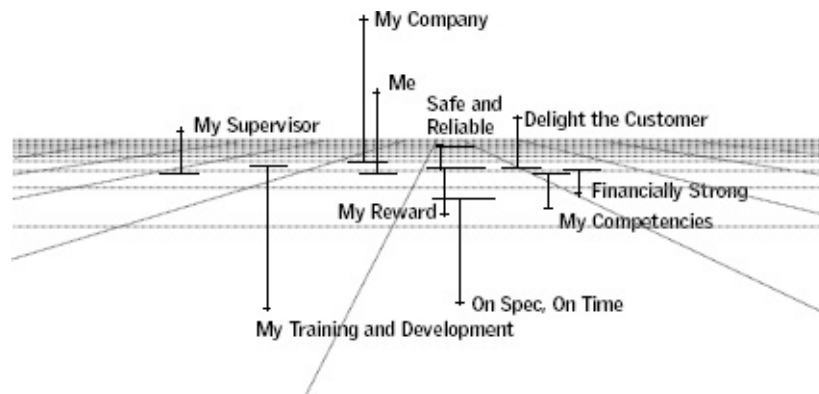 My Company
Me
Safe and
Reliable
Delight the Customer
My Supervisor
Financially Strong
My Reward
My Competencies
On Spec, On Time
My Training and Development